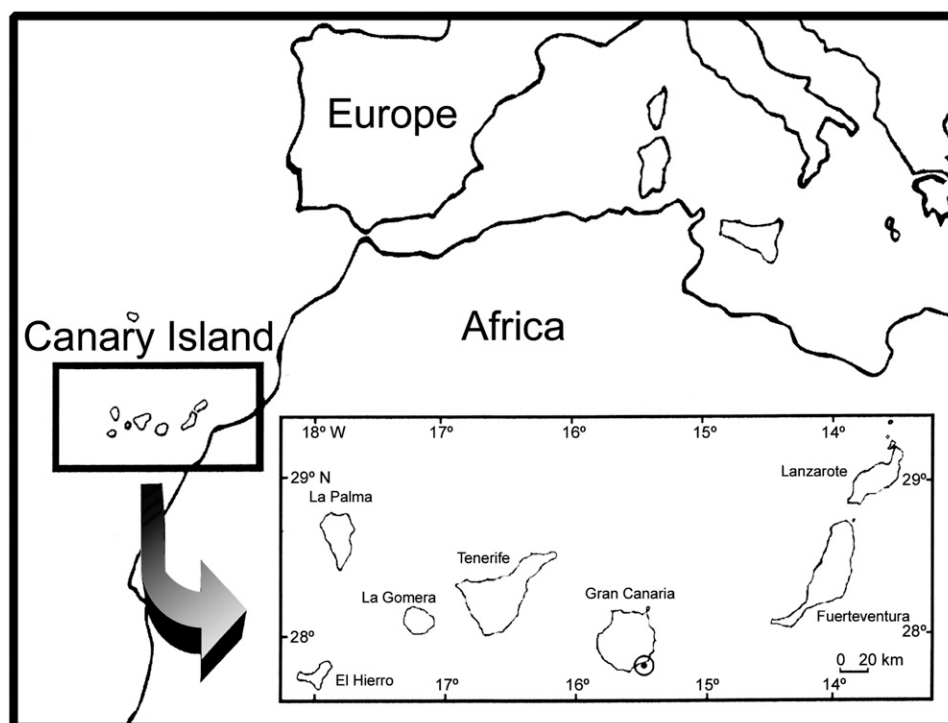 Europe
Africa
Canary Island
18º W 17º 16º 15º 14º
29º N
29º
Lanzarote
La Palma
Tenerife
La Gomera
Gran Canaria
Fuerteventura
28º
28º
El Hierro
0 20 km
17º 16º 15º 14º